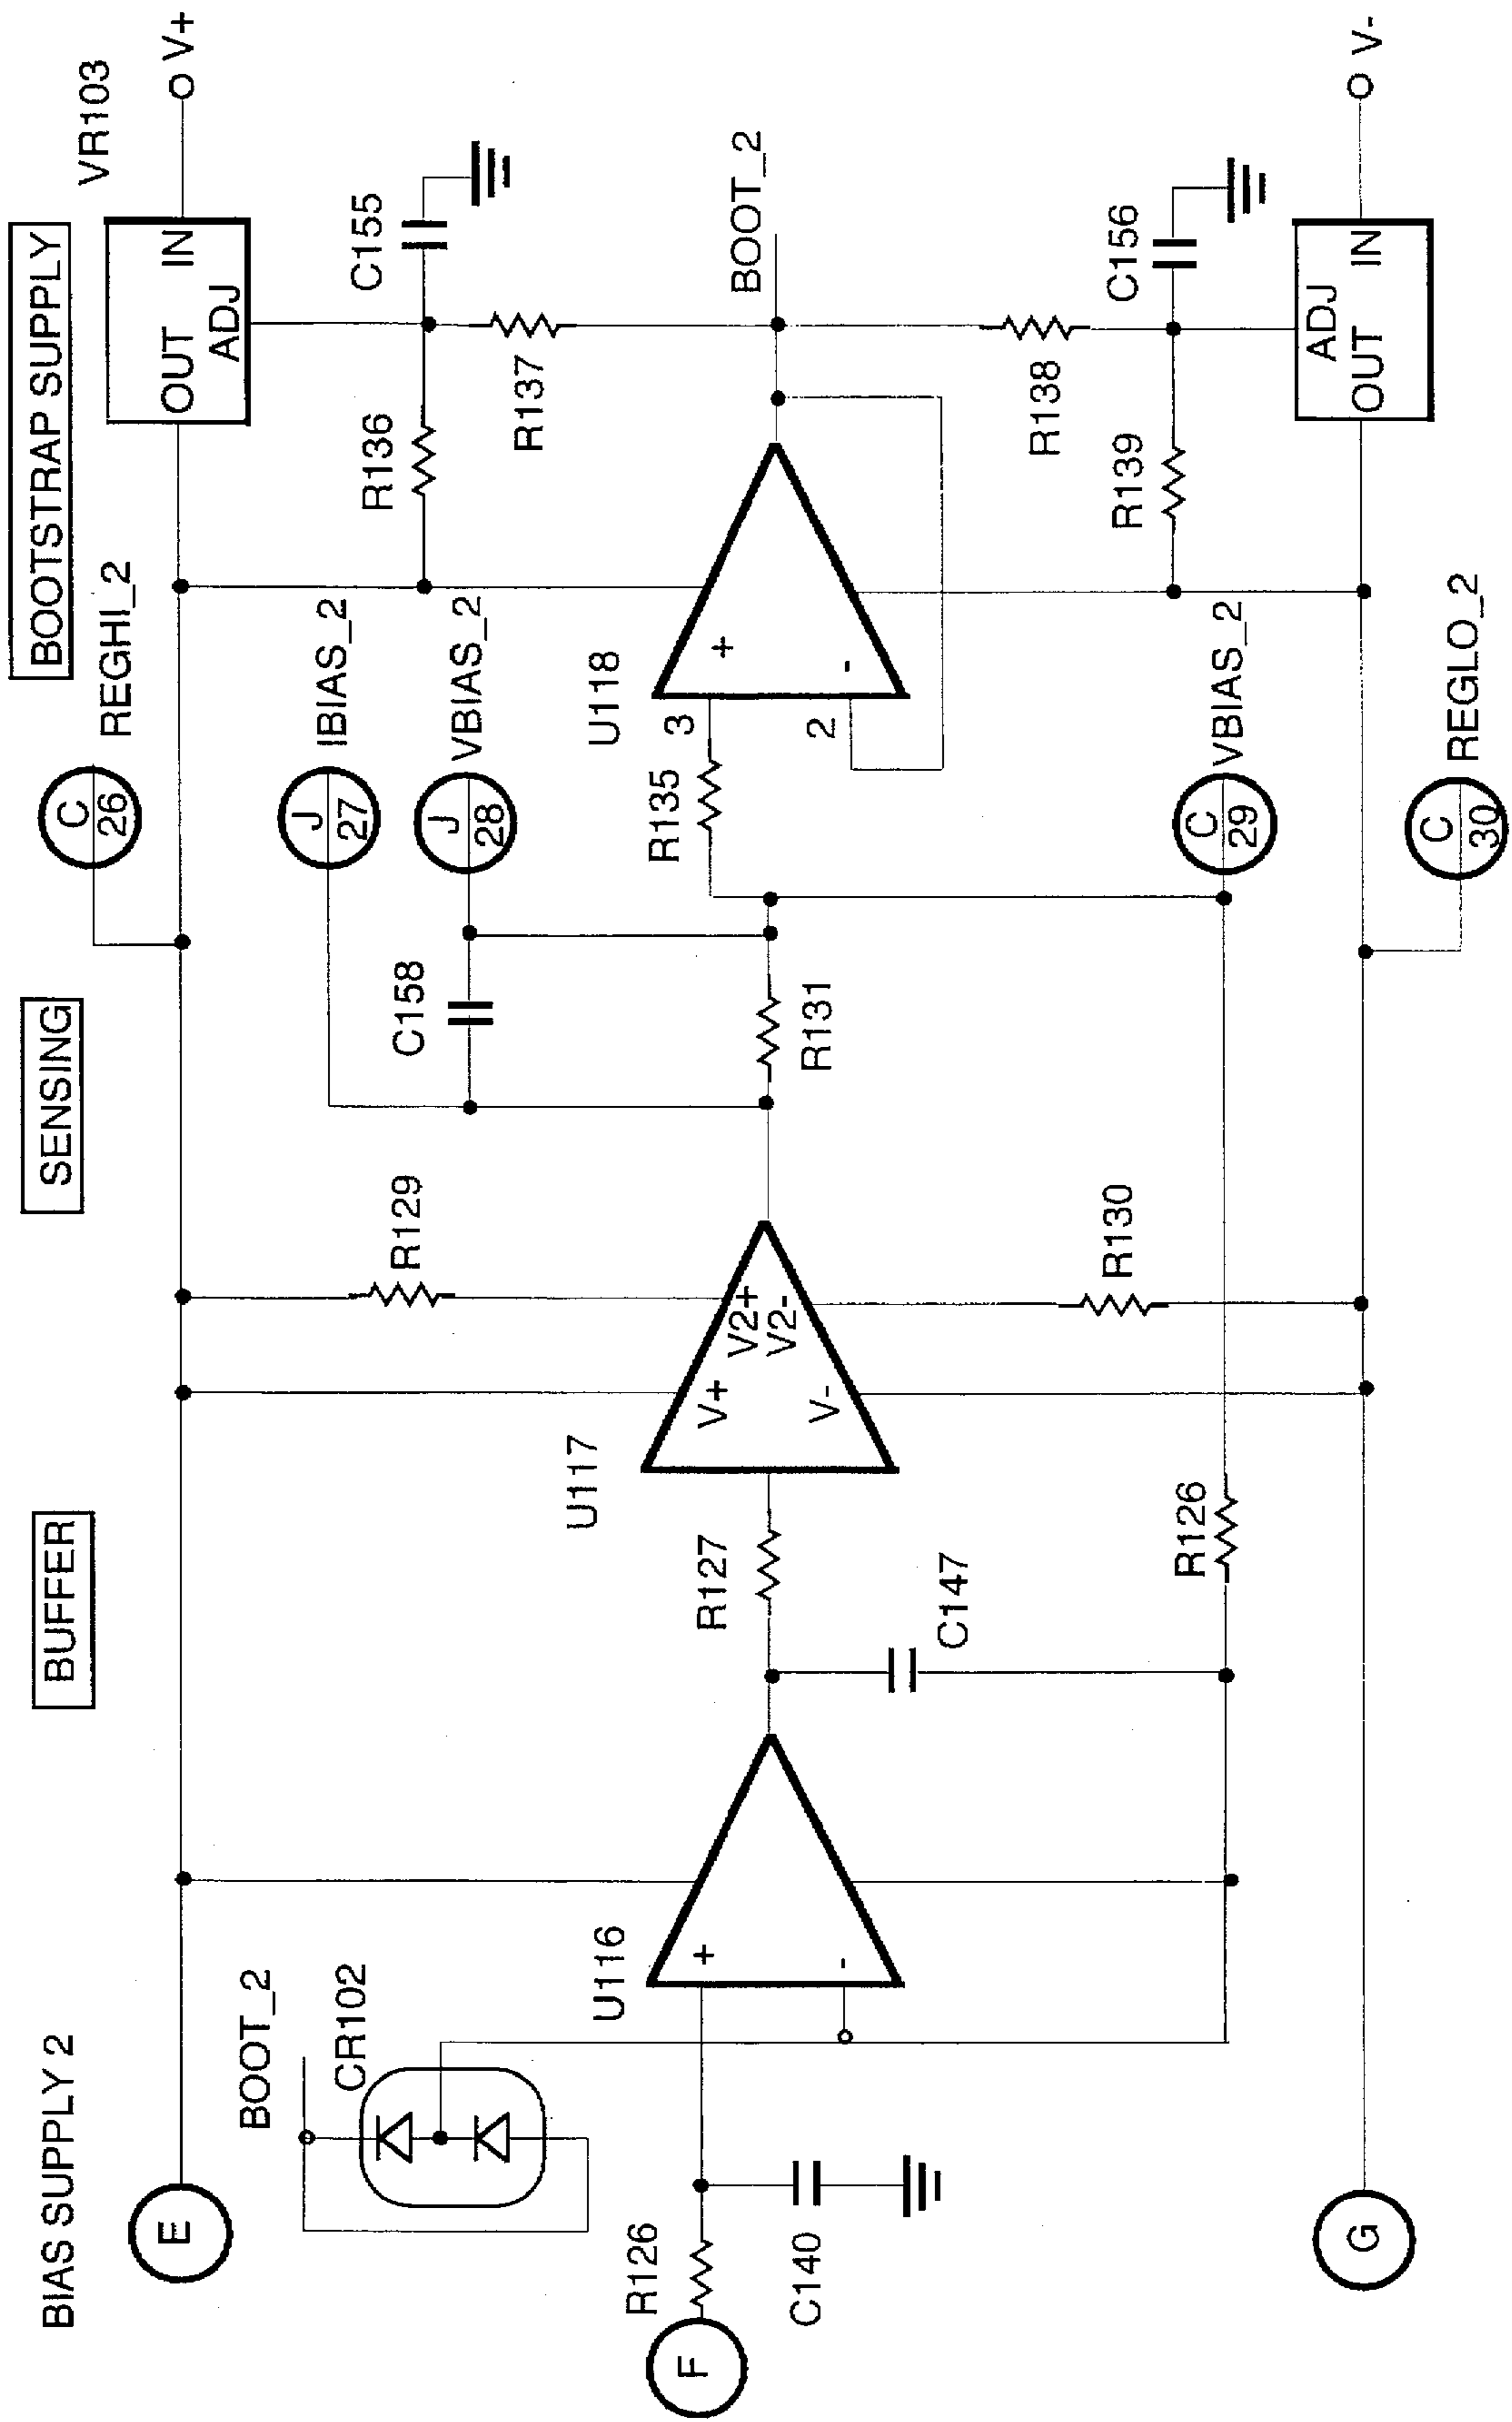 BIAS SUPPLY 2
BUFFER
SENSING
BOOTSTRAP SUPPLY
E
BOOT_2
CR102
F
R126
C140
U116
+
-
R127
C147
R126
U117
V+
V-
V2+
V2-
R129
R130
C158
R131
C
26
REGHI_2
J
27
IBIAS_2
J
28
VBIAS_2
R135
U118
3
2
+
-
C
29
VBIAS_2
C
30
REGLO_2
G
R136
R137
C155
OUT IN
ADJ
VR103
V+
BOOT_2
R138
R139
C156
ADJ
OUT IN
V-